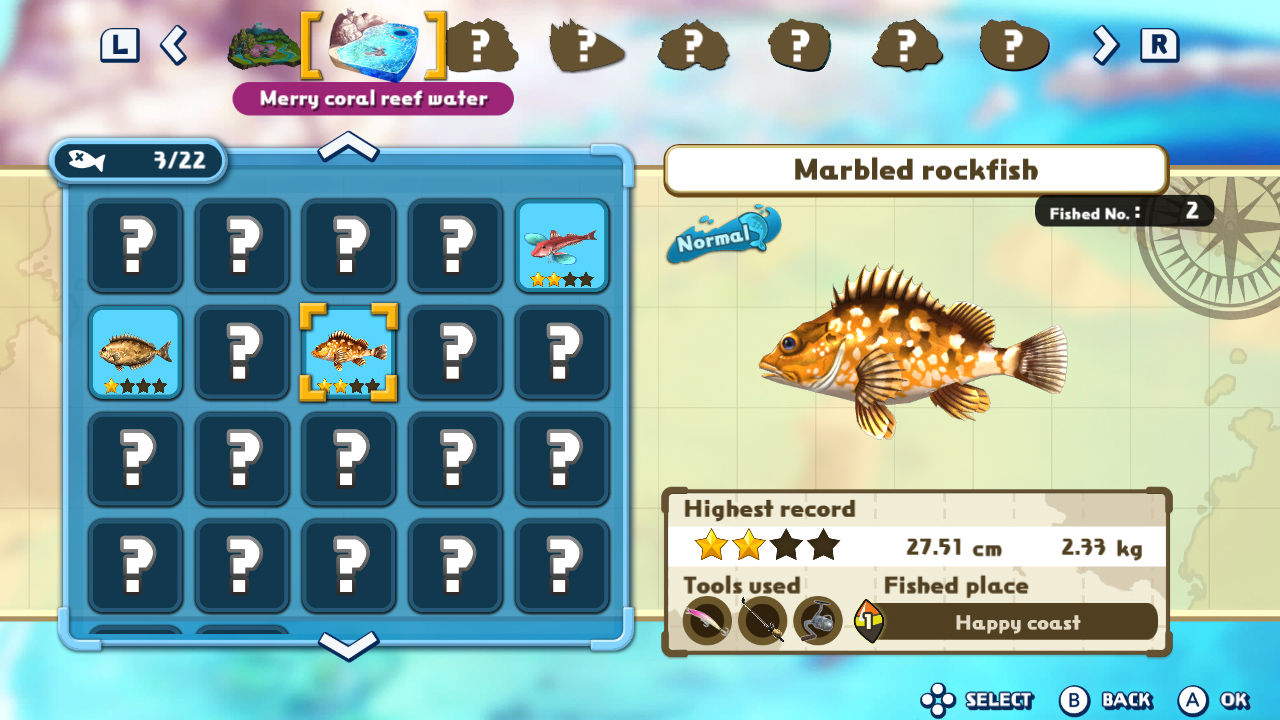 L
R
? ? ? ? ? ?
Merry coral reef water
3/22
Marbled rockfish
Fished No. : 2
Normal
? ? ? ?
? ? ?
? ? ? ? ?
? ? ? ? ?
Highest record
27.51 cm 2.33 kg
Tools used Fished place
1 Happy coast
SELECT B BACK A OK